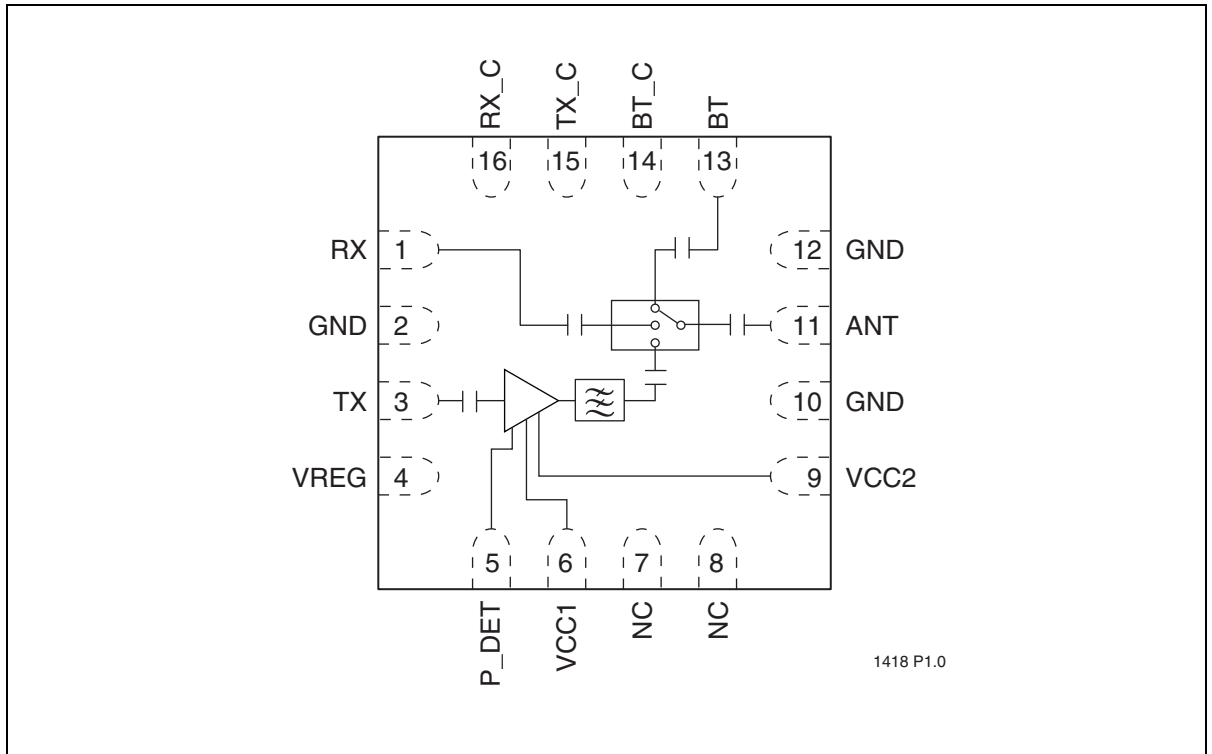 RX_C
TX_C
BT_C
BT
16
15
14
13
RX
1
12
GND
GND
2
11
ANT
TX
3
10
GND
VREG
4
9
VCC2
5
6
7
8
P_DET
VCC1
NC
NC
1418 P1.0